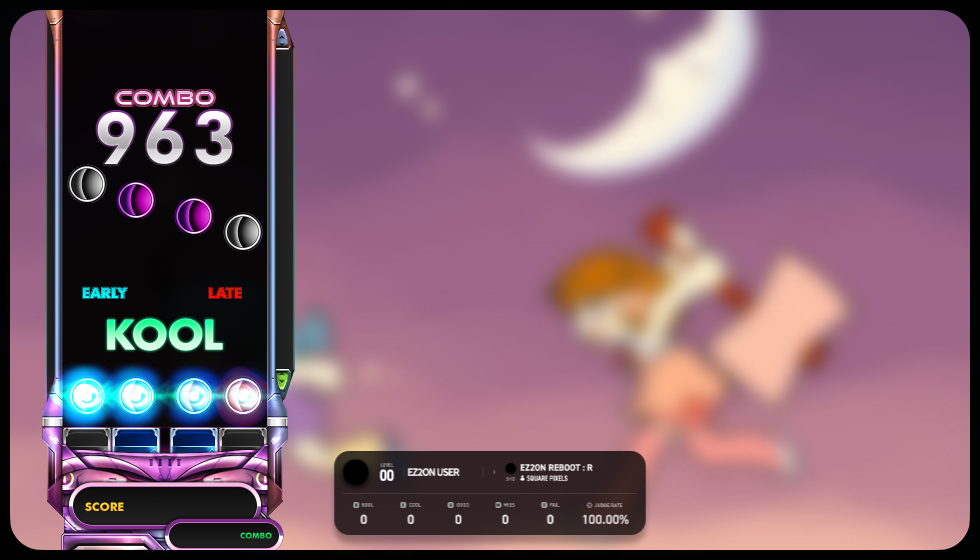 COMBO
963
EARLY LATE
KOOL
SCORE
COMBO
LEVEL
00 EZ2ON USER
EZ2ON REBOOT : R
SQUARE PIXELS
KOOL COOL GOOD MISS FAIL JUDGE RATE
0 0 0 0 0 100.00%